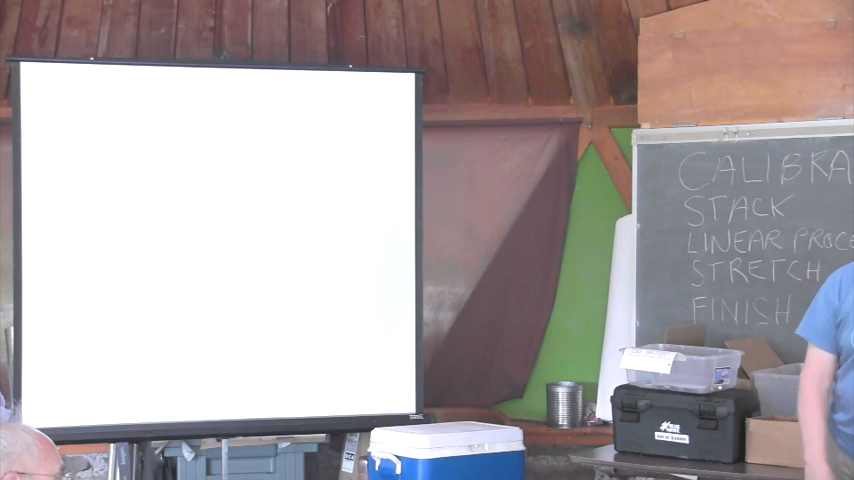 CALIBRA
STACK
LINEAR PROCE
STRETCH
FINISH